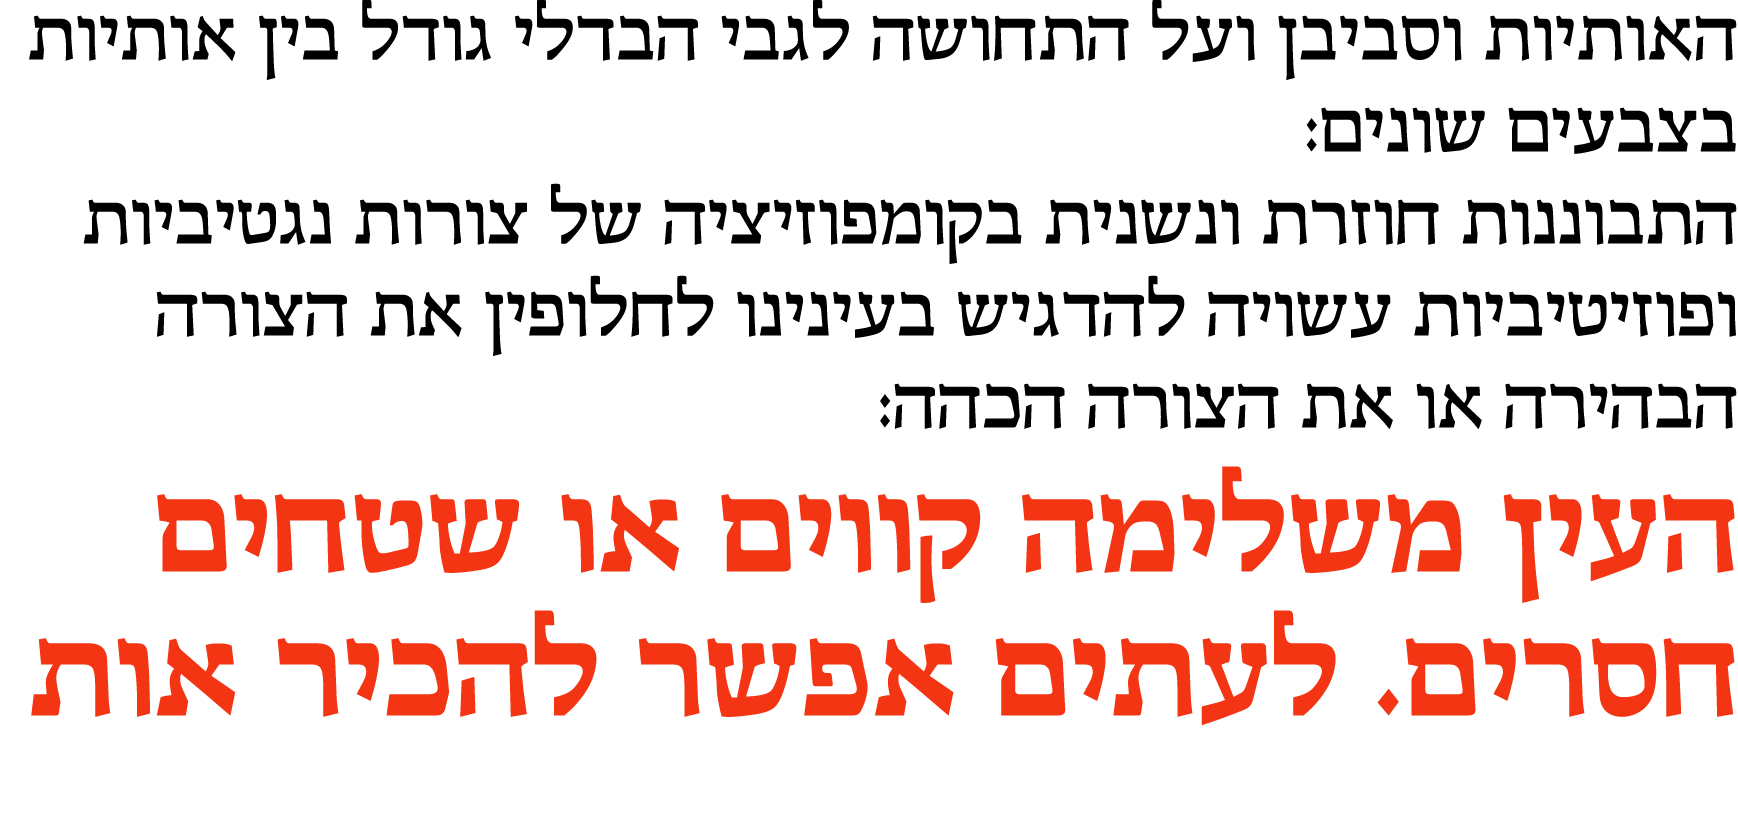 האותיות וסביבן ועל התחושה לגבי הבדלי גודל בין אותיות
בצבעים שונים:
התבוננות חוזרת ונשנית בקומפוזיציה של צורות נגטיביות
ופוזיטיביות עשויה להדגיש בעינינו לחלופין את הצורה
הבהירה או את הצורה הכהה:
העין משלימה קווים או שטחים
חסרים. לעתים אפשר להכיר אות